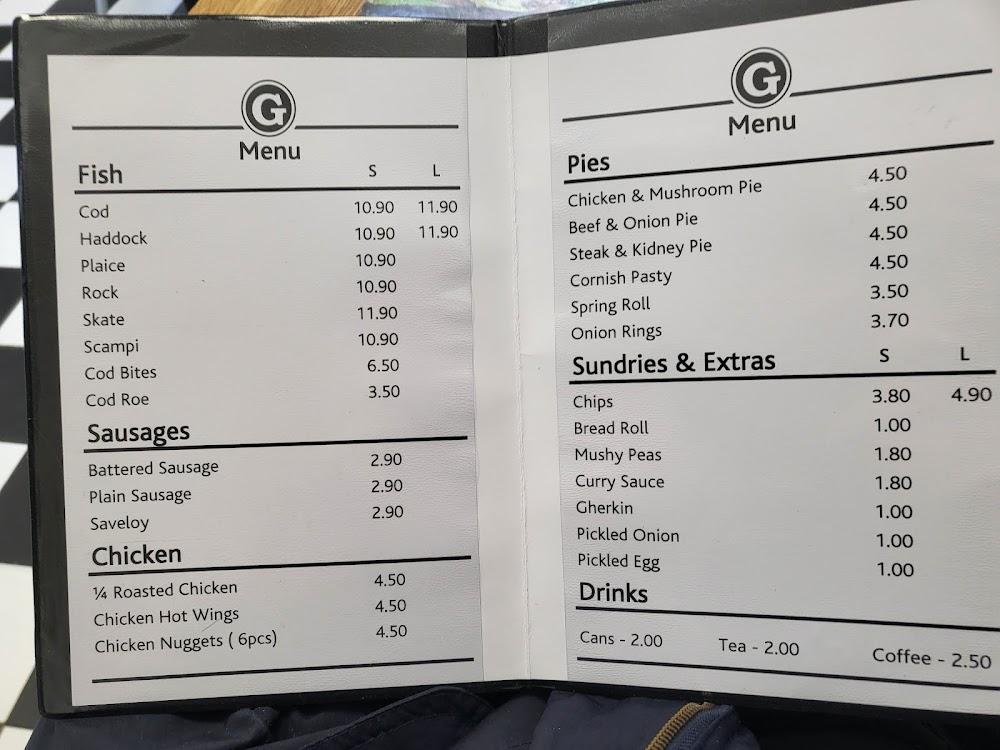 G
Menu
Fish S L
Cod 10.90 11.90
Haddock 10.90 11.90
Plaice 10.90
Rock 10.90
Skate 11.90
Scampi 10.90
Cod Bites 6.50
Cod Roe 3.50
Sausages
Battered Sausage 2.90
Plain Sausage 2.90
Saveloy 2.90
Chicken
¼ Roasted Chicken 4.50
Chicken Hot Wings 4.50
Chicken Nuggets ( 6pcs) 4.50
G
Menu
Pies
Chicken & Mushroom Pie 4.50
Beef & Onion Pie 4.50
Steak & Kidney Pie 4.50
Cornish Pasty 4.50
Spring Roll 3.50
Onion Rings 3.70
Sundries & Extras S L
Chips 3.80 4.90
Bread Roll 1.00
Mushy Peas 1.80
Curry Sauce 1.80
Gherkin 1.00
Pickled Onion 1.00
Pickled Egg 1.00
Drinks
Cans - 2.00 Tea - 2.00 Coffee - 2.50